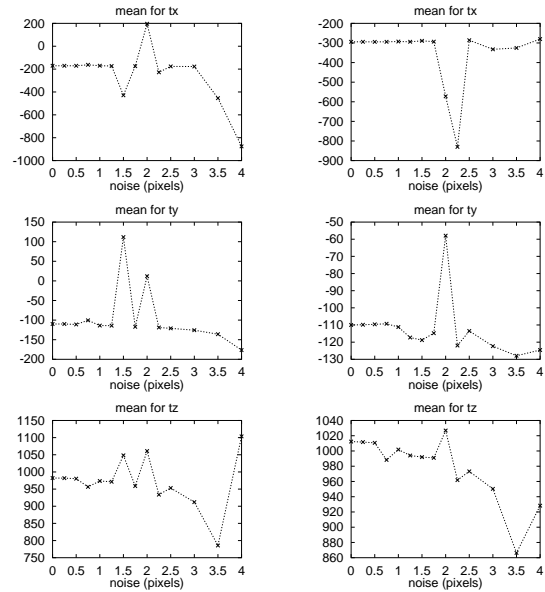 mean for tx
200
0
-200
-400
-600
-800
-1000
0 0.5 1 1.5 2 2.5 3 3.5 4
noise (pixels)
mean for tx
-100
-200
-300
-400
-500
-600
-700
-800
-900
0 0.5 1 1.5 2 2.5 3 3.5 4
noise (pixels)
mean for ty
150
100
50
0
-50
-100
-150
-200
0 0.5 1 1.5 2 2.5 3 3.5 4
noise (pixels)
mean for ty
-50
-60
-70
-80
-90
-100
-110
-120
-130
0 0.5 1 1.5 2 2.5 3 3.5 4
noise (pixels)
mean for tz
1150
1100
1050
1000
950
900
850
800
750
0 0.5 1 1.5 2 2.5 3 3.5 4
noise (pixels)
mean for tz
1040
1020
1000
980
960
940
920
900
880
860
0 0.5 1 1.5 2 2.5 3 3.5 4
noise (pixels)